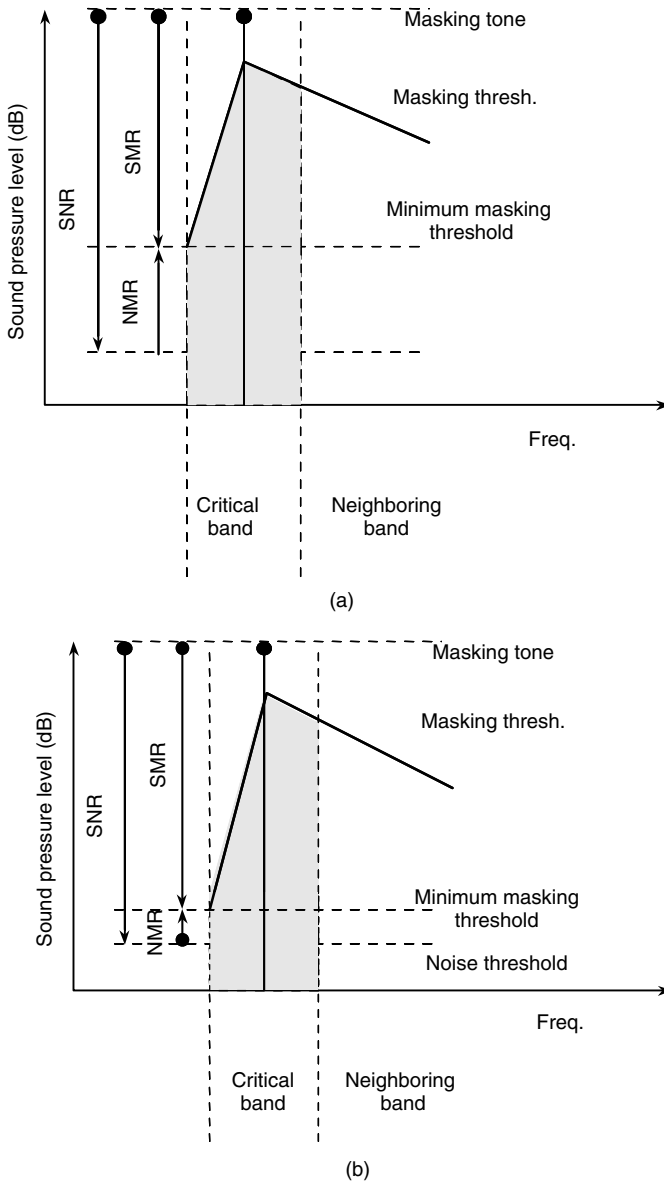 Masking tone
Masking thresh.
Sound pressure level (dB)
SNR
SMR
Minimum masking
threshold
NMR
Freq.
Critical
band
Neighboring
band
(a)
Masking tone
Masking thresh.
Sound pressure level (dB)
SNR
SMR
Minimum masking
threshold
NMR
Noise threshold
Freq.
Critical
band
Neighboring
band
(b)